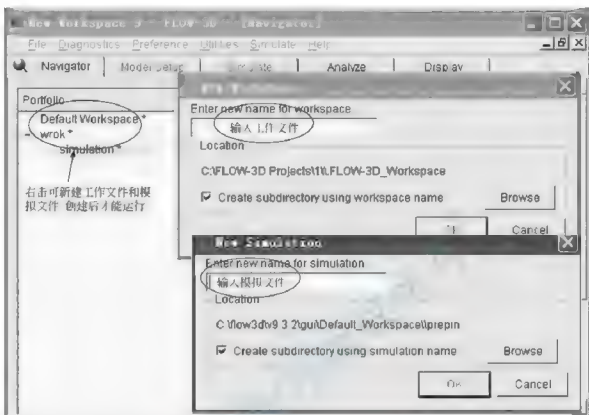 New Workspace 3 - FLOW-3D - [Navigator]
File Diagnostics Preference Utilities Simulate Help
Navigator
Model Setup
Simulate
Analyze
Display
Portfolio
Default Workspace *
wrok *
simulation *
右击可新建工作文件和模
拟文件 创建后才能运行
Enter new name for workspace
输入工作文件
Location
C:\FLOW-3D Projects\1\1.FLOW-3D_Workspace
Create subdirectory using workspace name
Browse
Cancel
New Simulation
Enter new name for simulation
输入模拟文件
Location
C:\flow3d\v9 3 2\gui\Default_Workspace\prepin
Create subdirectory using simulation name
Browse
OK
Cancel